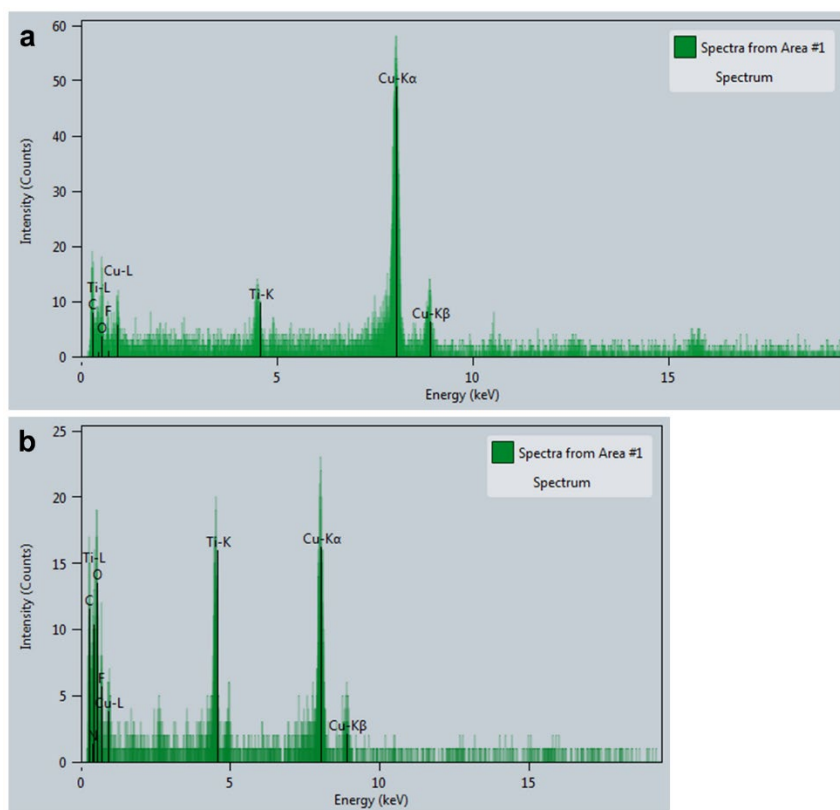 a
60
50
40
30
20
10
0
Intensity (Counts)
Spectra from Area #1
Spectrum
Cu-Kα
Cu-L
Ti-L
C
F
O
Ti-K
Cu-Kβ
0 5 10 15
Energy (keV)
b
25
20
15
10
5
0
Intensity (Counts)
Spectra from Area #1
Spectrum
Ti-L
O
C
F
Cu-L
N
Ti-K
Cu-Kα
Cu-Kβ
0 5 10 15
Energy (keV)